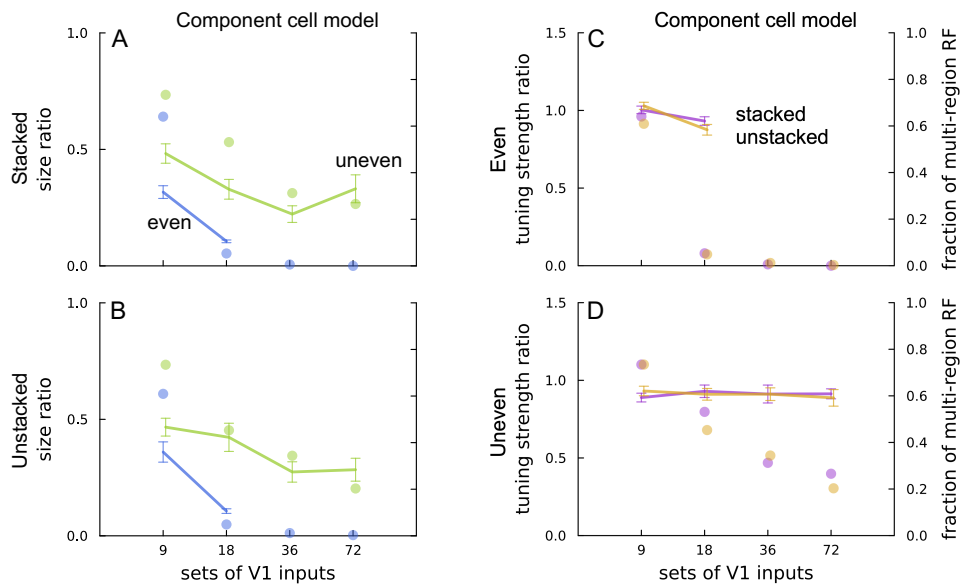 Component cell model
A
1.0
0.5
0.0
Stacked
size ratio
uneven
even
Component cell model
C
1.5
1.0
0.5
0.0
Even
tuning strength ratio
stacked
unstacked
1.0
0.8
0.6
0.4
0.2
0.0
fraction of multi-region RF
B
1.0
0.5
0.0
Unstacked
size ratio
9
18
36
72
sets of V1 inputs
D
1.5
1.0
0.5
0.0
Uneven
tuning strength ratio
1.0
0.8
0.6
0.4
0.2
0.0
fraction of multi-region RF
9
18
36
72
sets of V1 inputs